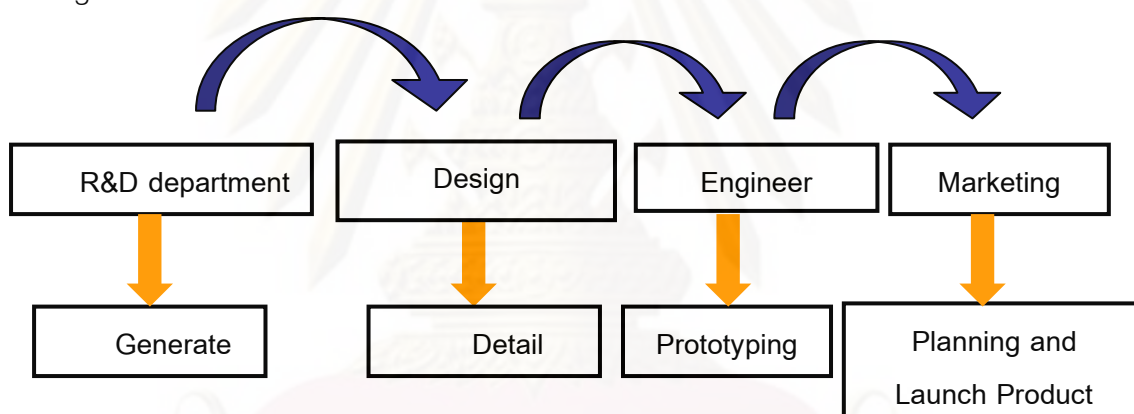 R&D department
Design
Engineer
Marketing
Generate
Detail
Prototyping
Planning and
Launch Product